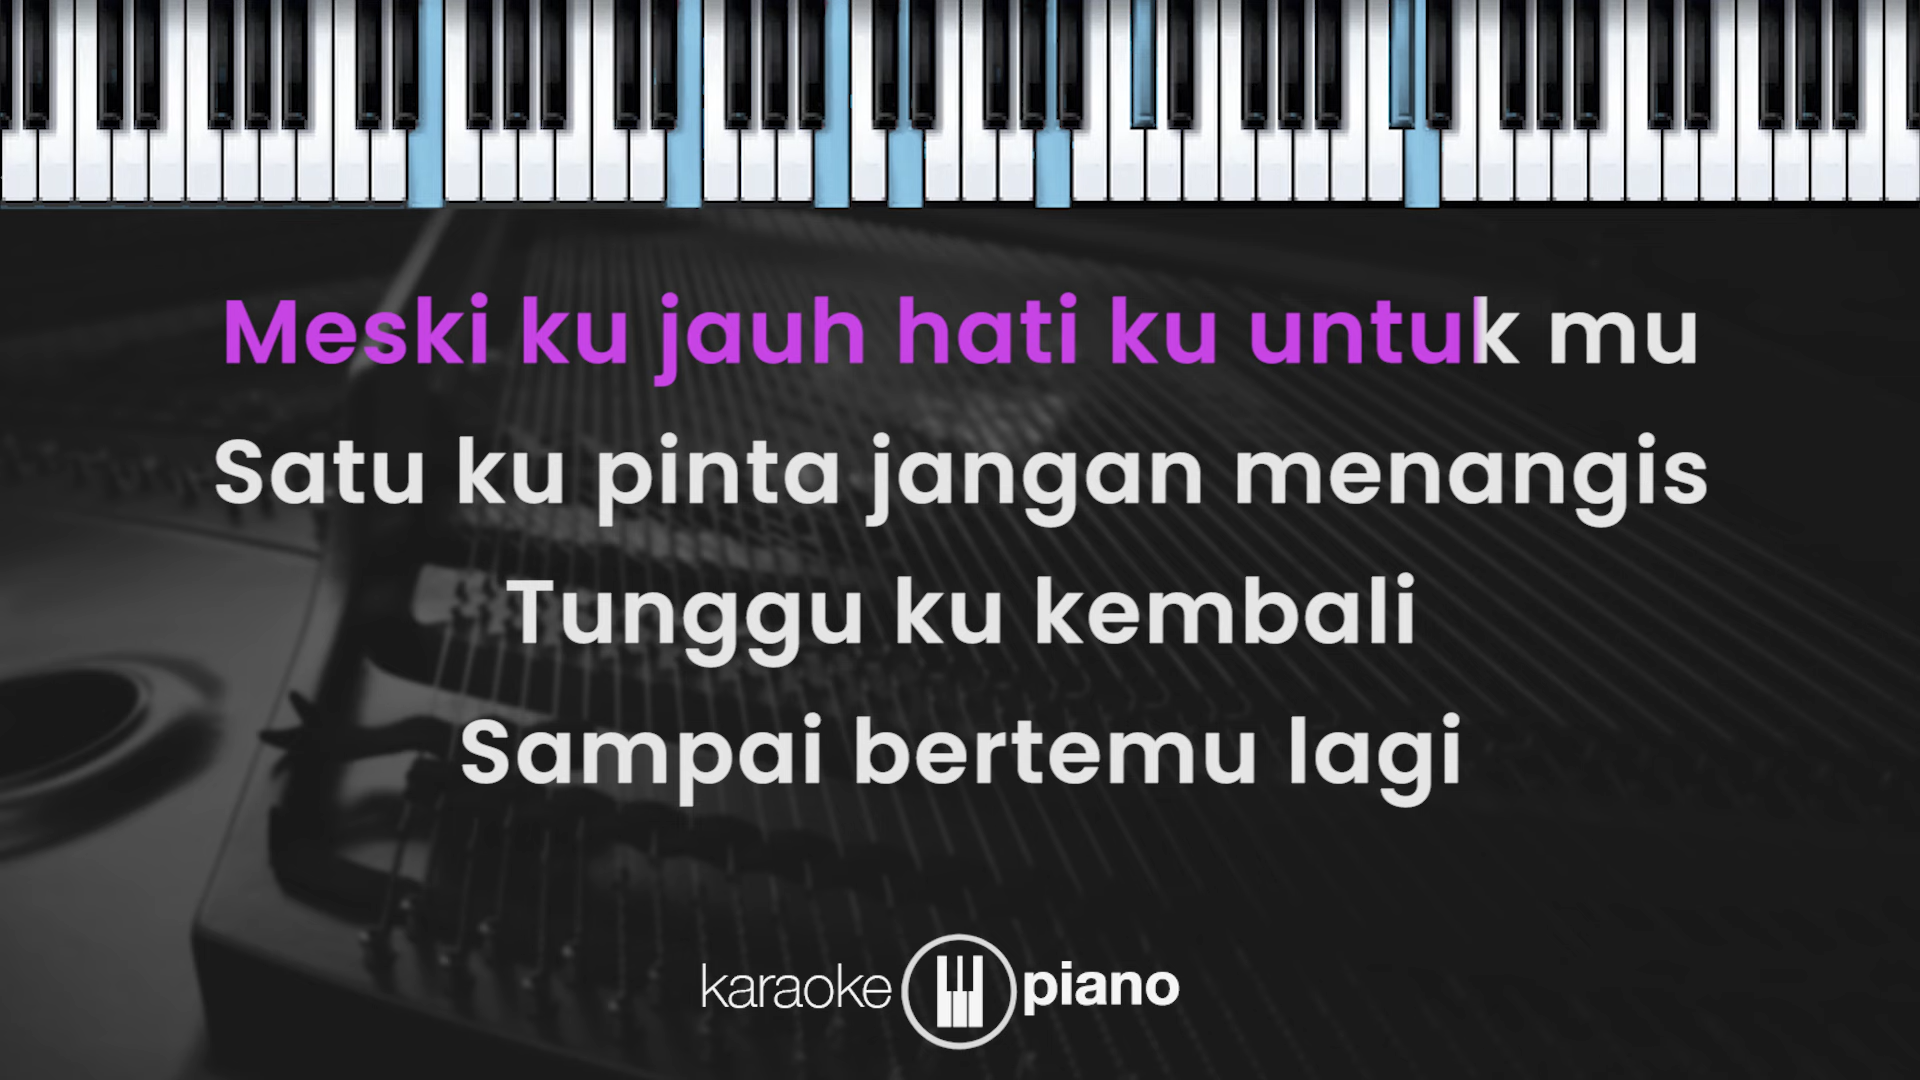 Meski ku jauh hati ku untuk mu
Satu ku pinta jangan menangis
Tunggu ku kembali
Sampai bertemu lagi
karaoke piano